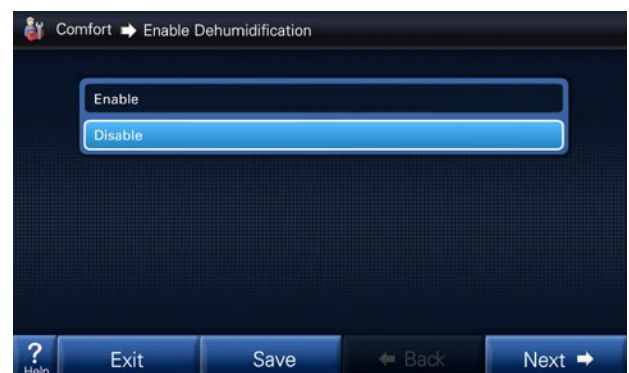 Comfort ➡ Enable Dehumidification
Enable
Disable
?
Help
Exit
Save
⬅ Back
Next ➡